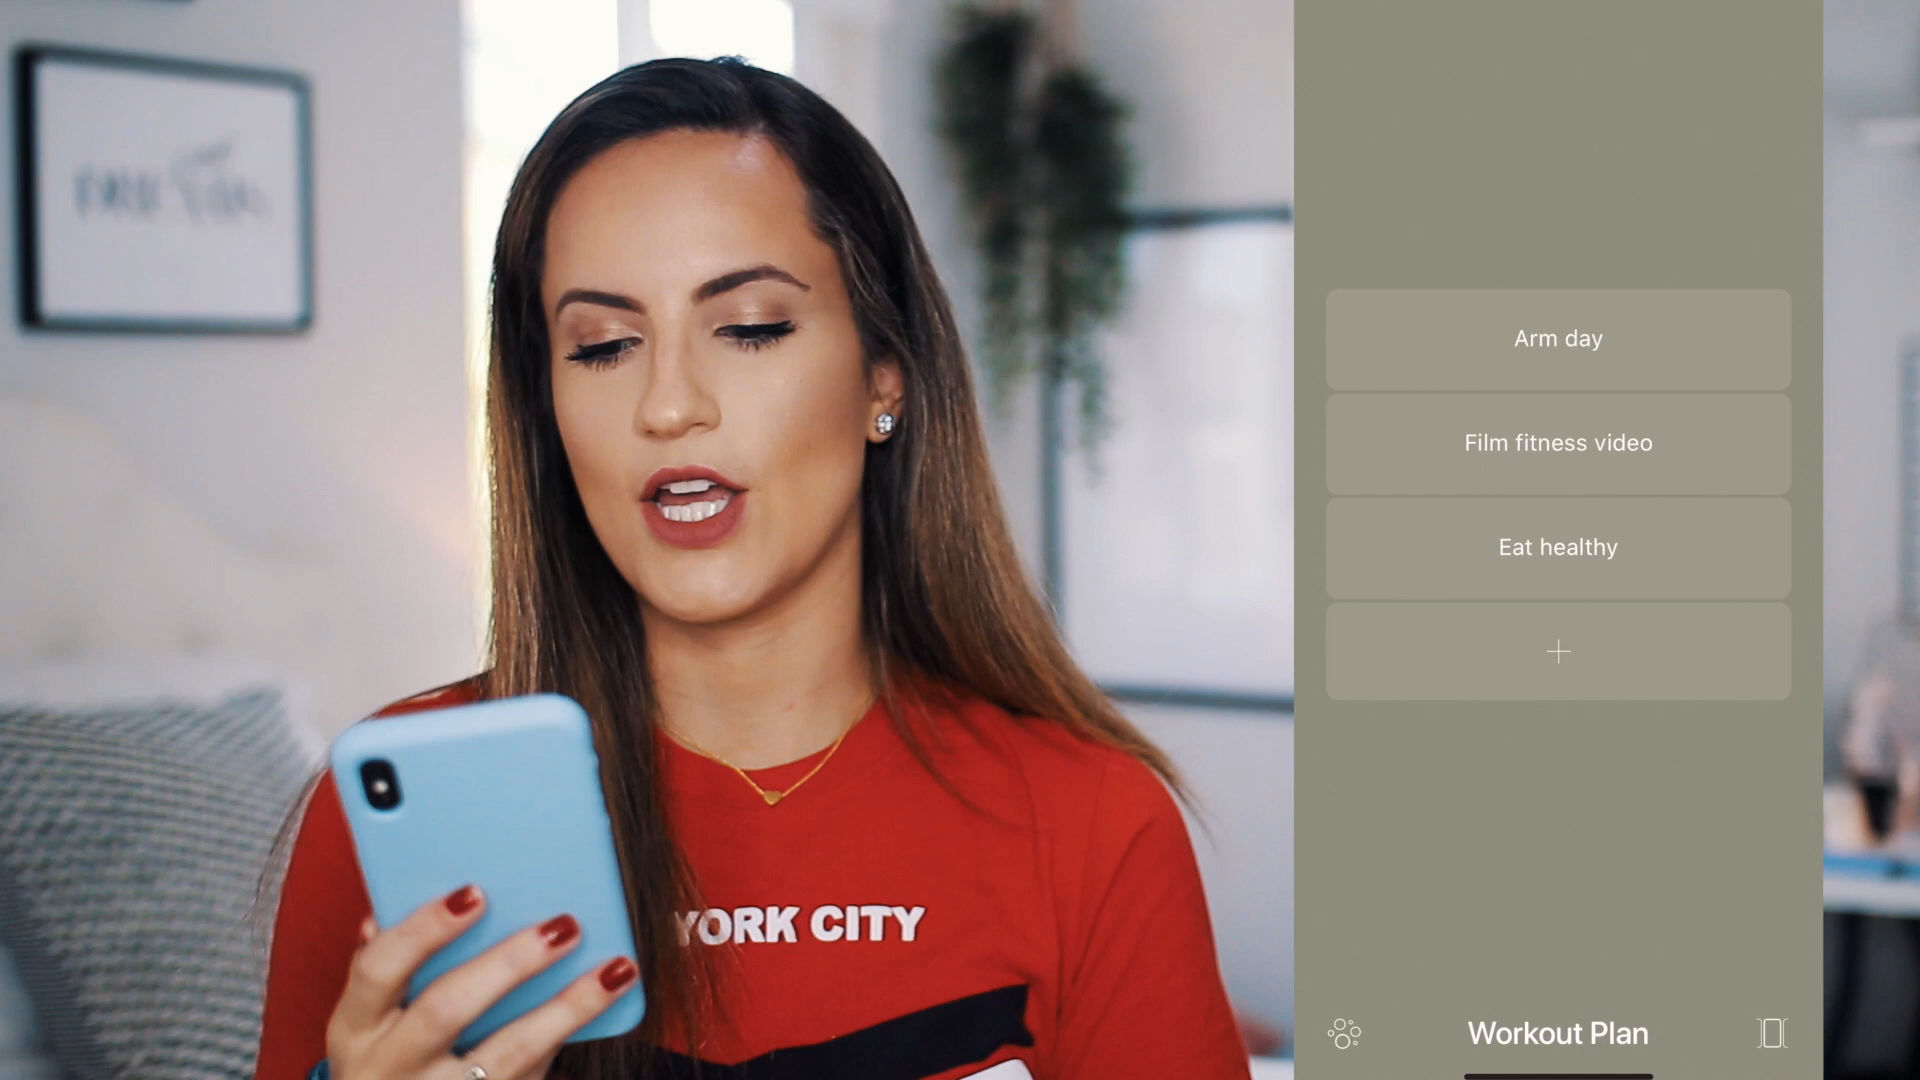 YORK CITY
Arm day
Film fitness video
Eat healthy
+
Workout Plan